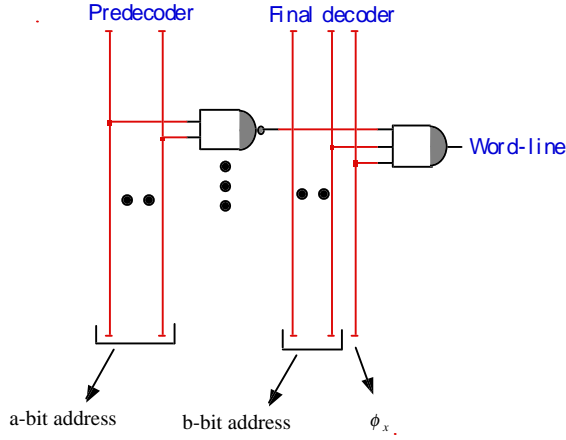 Predecoder
Final decoder
Word-line
a-bit address
b-bit address
ϕx